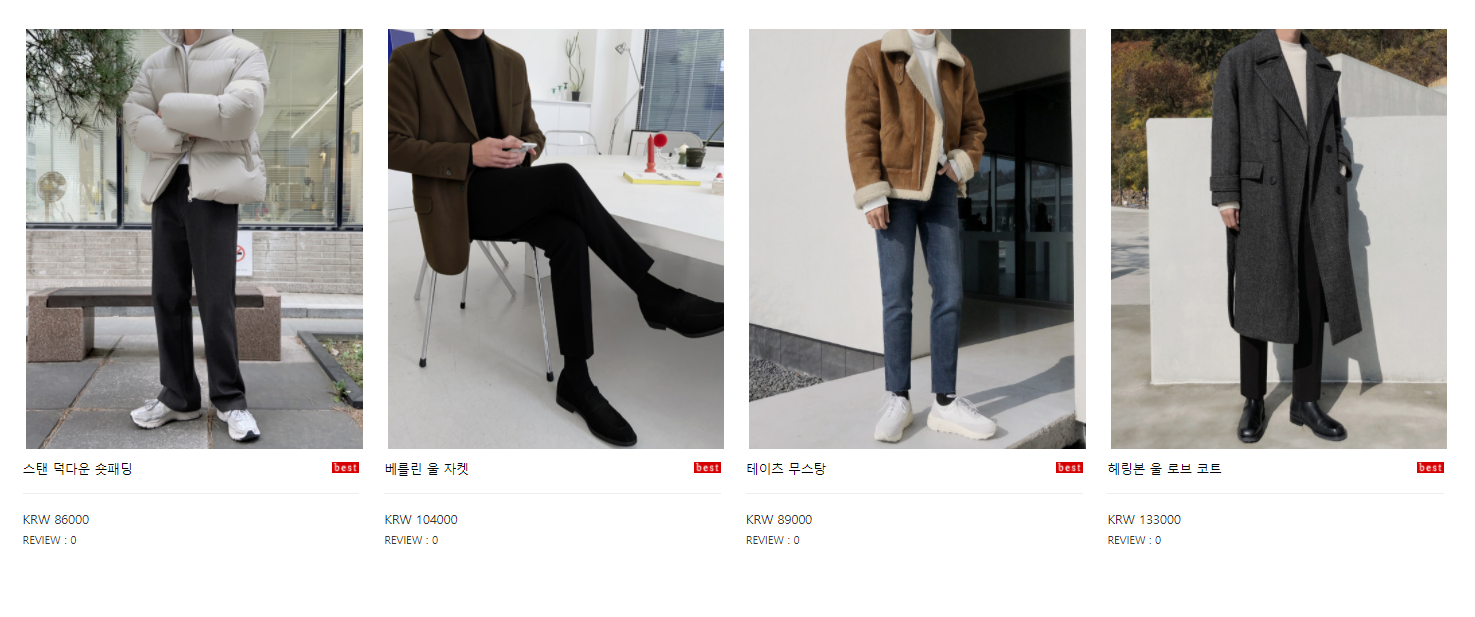 스탠 덕다운 숏패딩 best
베를린 울 자켓 best
테이츠 무스탕 best
헤링본 울 로브 코트 best
KRW 86000
REVIEW : 0
KRW 104000
REVIEW : 0
KRW 89000
REVIEW : 0
KRW 133000
REVIEW : 0